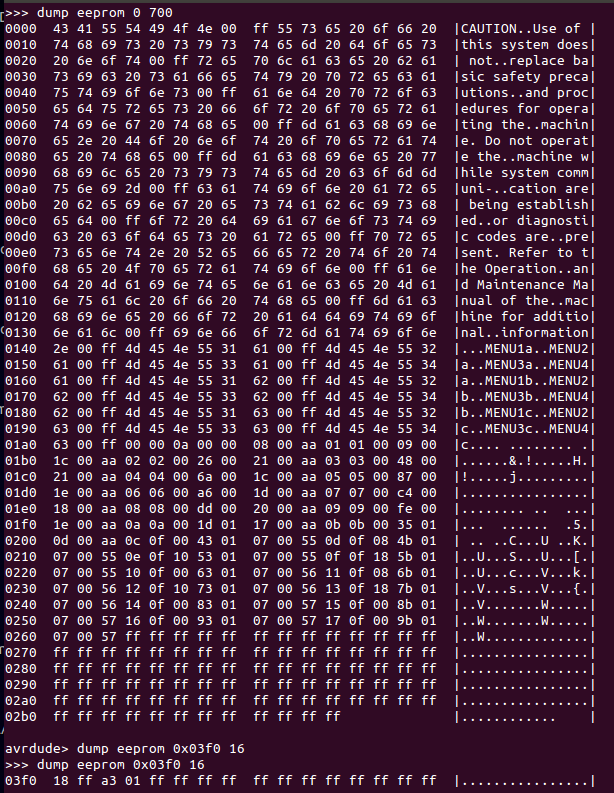 >>> dump eeprom 0 700
0000  43 41 55 54 49 4f 4e 00  ff 55 73 65 20 6f 66 20  |CAUTION..Use of |
0010  74 68 69 73 20 73 79 73  74 65 6d 20 64 6f 65 73  |this system does|
0020  20 6e 6f 74 00 ff 72 65  70 6c 61 63 65 20 62 61  | not..replace ba|
0030  73 69 63 20 73 61 66 65  74 79 20 70 72 65 63 61  |sic safety preca|
0040  75 74 69 6f 6e 73 00 ff  61 6e 64 20 70 72 6f 63  |utions..and proc|
0050  65 64 75 72 65 73 20 66  6f 72 20 6f 70 65 72 61  |edures for opera|
0060  74 69 6e 67 20 74 68 65  00 ff 6d 61 63 68 69 6e  |ting the..machin|
0070  65 2e 20 44 6f 20 6e 6f  74 20 6f 70 65 72 61 74  |e. Do not operat|
0080  65 20 74 68 65 00 ff 6d  61 63 68 69 6e 65 20 77  |e the..machine w|
0090  68 69 6c 65 20 73 79 73  74 65 6d 20 63 6f 6d 6d  |hile system comm|
00a0  75 6e 69 2d 00 ff 63 61  74 69 6f 6e 20 61 72 65  |uni-..cation are|
00b0  20 62 65 69 6e 67 20 65  73 74 61 62 6c 69 73 68  | being establish|
00c0  65 64 00 ff 6f 72 20 64  69 61 67 6e 6f 73 74 69  |ed..or diagnosti|
00d0  63 20 63 6f 64 65 73 20  61 72 65 00 ff 70 72 65  |c codes are..pre|
00e0  73 65 6e 74 2e 20 52 65  66 65 72 20 74 6f 20 74  |sent. Refer to t|
00f0  68 65 20 4f 70 65 72 61  74 69 6f 6e 00 ff 61 6e  |he Operation..an|
0100  64 20 4d 61 69 6e 74 65  6e 61 6e 63 65 20 4d 61  |d Maintenance Ma|
0110  6e 75 61 6c 20 6f 66 20  74 68 65 00 ff 6d 61 63  |nual of the..mac|
0120  68 69 6e 65 20 66 6f 72  20 61 64 64 69 74 69 6f  |hine for additio|
0130  6e 61 6c 00 ff 69 6e 66  6f 72 6d 61 74 69 6f 6e  |nal..information|
0140  2e 00 ff 4d 45 4e 55 31  61 00 ff 4d 45 4e 55 32  |...MENU1a..MENU2|
0150  61 00 ff 4d 45 4e 55 33  61 00 ff 4d 45 4e 55 34  |a..MENU3a..MENU4|
0160  61 00 ff 4d 45 4e 55 31  62 00 ff 4d 45 4e 55 32  |a..MENU1b..MENU2|
0170  62 00 ff 4d 45 4e 55 33  62 00 ff 4d 45 4e 55 34  |b..MENU3b..MENU4|
0180  62 00 ff 4d 45 4e 55 31  63 00 ff 4d 45 4e 55 32  |b..MENU1c..MENU2|
0190  63 00 ff 4d 45 4e 55 33  63 00 ff 4d 45 4e 55 34  |c..MENU3c..MENU4|
01a0  63 00 ff 00 00 0a 00 00  08 00 aa 01 01 00 09 00  |c.... ........ .|
01b0  1c 00 aa 02 02 00 26 00  21 00 aa 03 03 00 48 00  |......&.!.....H.|
01c0  21 00 aa 04 04 00 6a 00  1c 00 aa 05 05 00 87 00  |!.....j.........|
01d0  1e 00 aa 06 06 00 a6 00  1d 00 aa 07 07 00 c4 00  |................|
01e0  18 00 aa 08 08 00 dd 00  20 00 aa 09 09 00 fe 00  |........ ..  ...|
01f0  1e 00 aa 0a 0a 00 1d 01  17 00 aa 0b 0b 00 35 01  |...  ...... ..5.|
0200  0d 00 aa 0c 0f 00 43 01  07 00 55 0d 0f 08 4b 01  | .. ..C...U ..K.|
0210  07 00 55 0e 0f 10 53 01  07 00 55 0f 0f 18 5b 01  |..U...S...U...[.|
0220  07 00 55 10 0f 00 63 01  07 00 56 11 0f 08 6b 01  |..U...c...V...k.|
0230  07 00 56 12 0f 10 73 01  07 00 56 13 0f 18 7b 01  |..V...s...V...{.|
0240  07 00 56 14 0f 00 83 01  07 00 57 15 0f 00 8b 01  |..V.......W.....|
0250  07 00 57 16 0f 00 93 01  07 00 57 17 0f 00 9b 01  |..W.......W.....|
0260  07 00 57 ff ff ff ff ff  ff ff ff ff ff ff ff ff  |..W.............|
0270  ff ff ff ff ff ff ff ff  ff ff ff ff ff ff ff ff  |................|
0280  ff ff ff ff ff ff ff ff  ff ff ff ff ff ff ff ff  |................|
0290  ff ff ff ff ff ff ff ff  ff ff ff ff ff ff ff ff  |................|
02a0  ff ff ff ff ff ff ff ff  ff ff ff ff ff ff ff ff  |................|
02b0  ff ff ff ff ff ff ff ff  ff ff ff ff              |............    |
avrdude> dump eeprom 0x03f0 16
>>> dump eeprom 0x03f0 16
03f0  18 ff a3 01 ff ff ff ff  ff ff ff ff ff ff ff ff  |................|